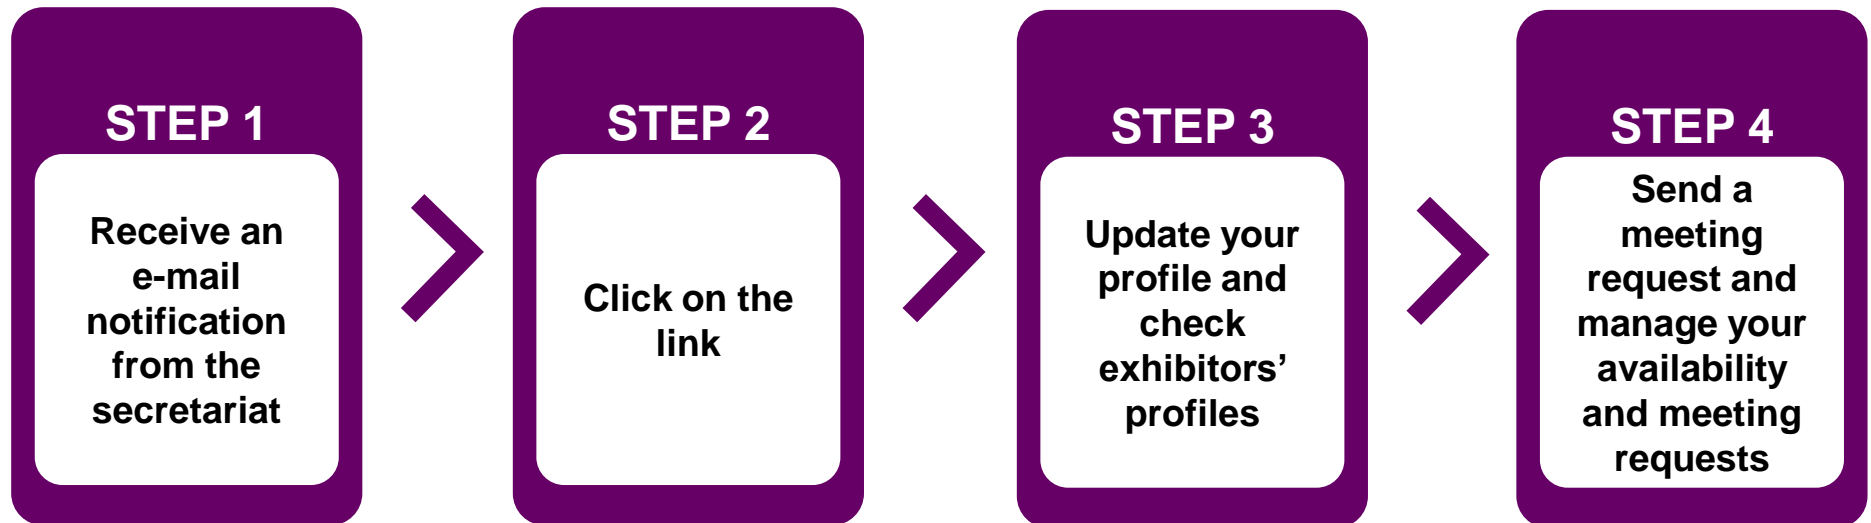 STEP 1
Receive an
e-mail
notification
from the
secretariat
STEP 2
Click on the
link
STEP 3
Update your
profile and
check
exhibitors’
profiles
STEP 4
Send a
meeting
request and
manage your
availability
and meeting
requests